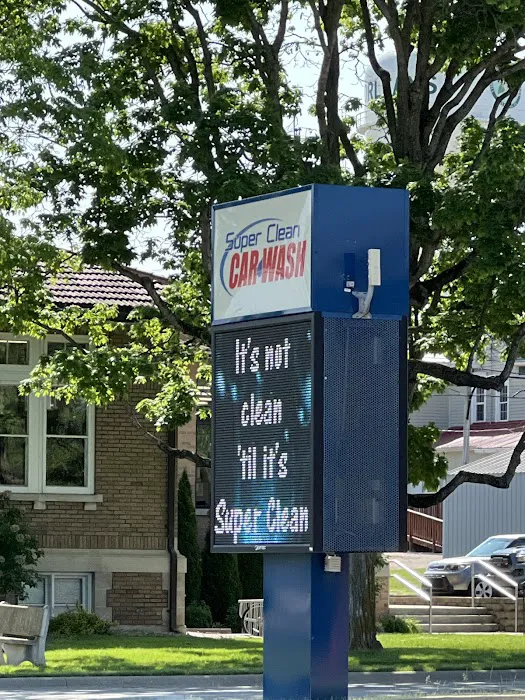 Super Clean
CAR WASH
It's not
clean
'til it's
Super Clean